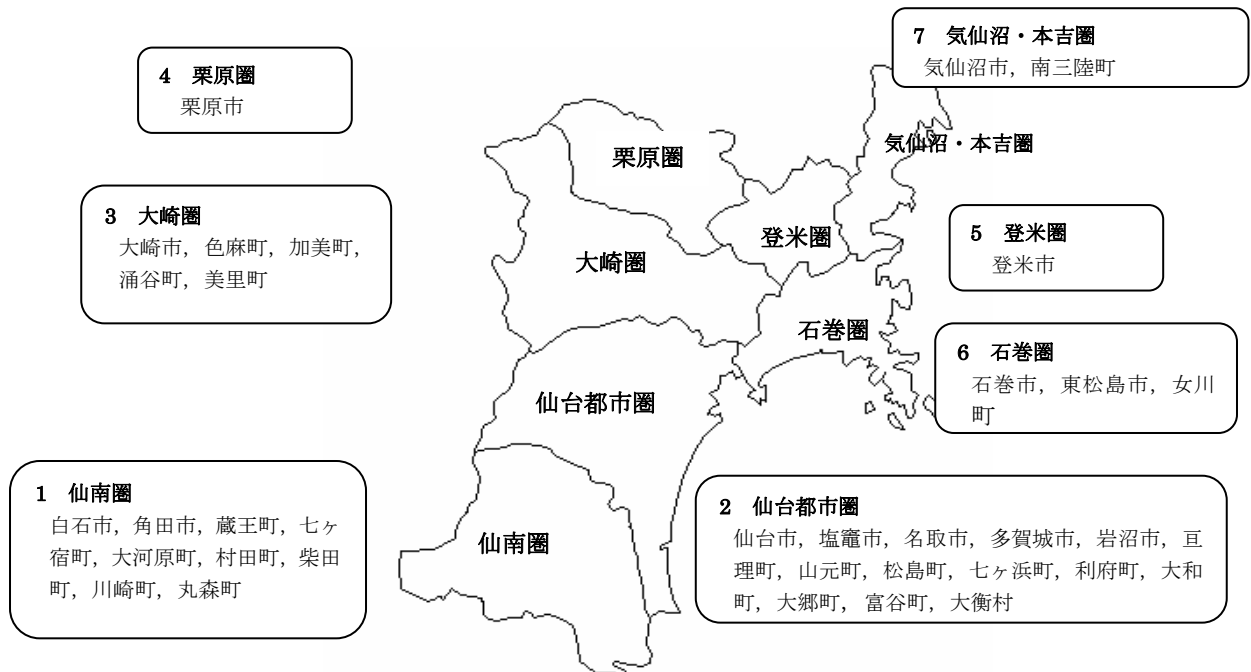 7 気仙沼・本吉圏
気仙沼市，南三陸町
4 栗原圏
栗原市
栗原圏
気仙沼・本吉圏
3 大崎圏
大崎市，色麻町，加美町，
涌谷町，美里町
登米圏
大崎圏
5 登米圏
登米市
石巻圏
6 石巻圏
石巻市，東松島市，女川
町
仙台都市圏
1 仙南圏
白石市，角田市，蔵王町，七ヶ
宿町，大河原町，村田町，柴田
町，川崎町，丸森町
仙南圏
2 仙台都市圏
仙台市，塩竈市，名取市，多賀城市，岩沼市，亘
理町，山元町，松島町，七ヶ浜町，利府町，大和
町，大郷町，富谷町，大衡村